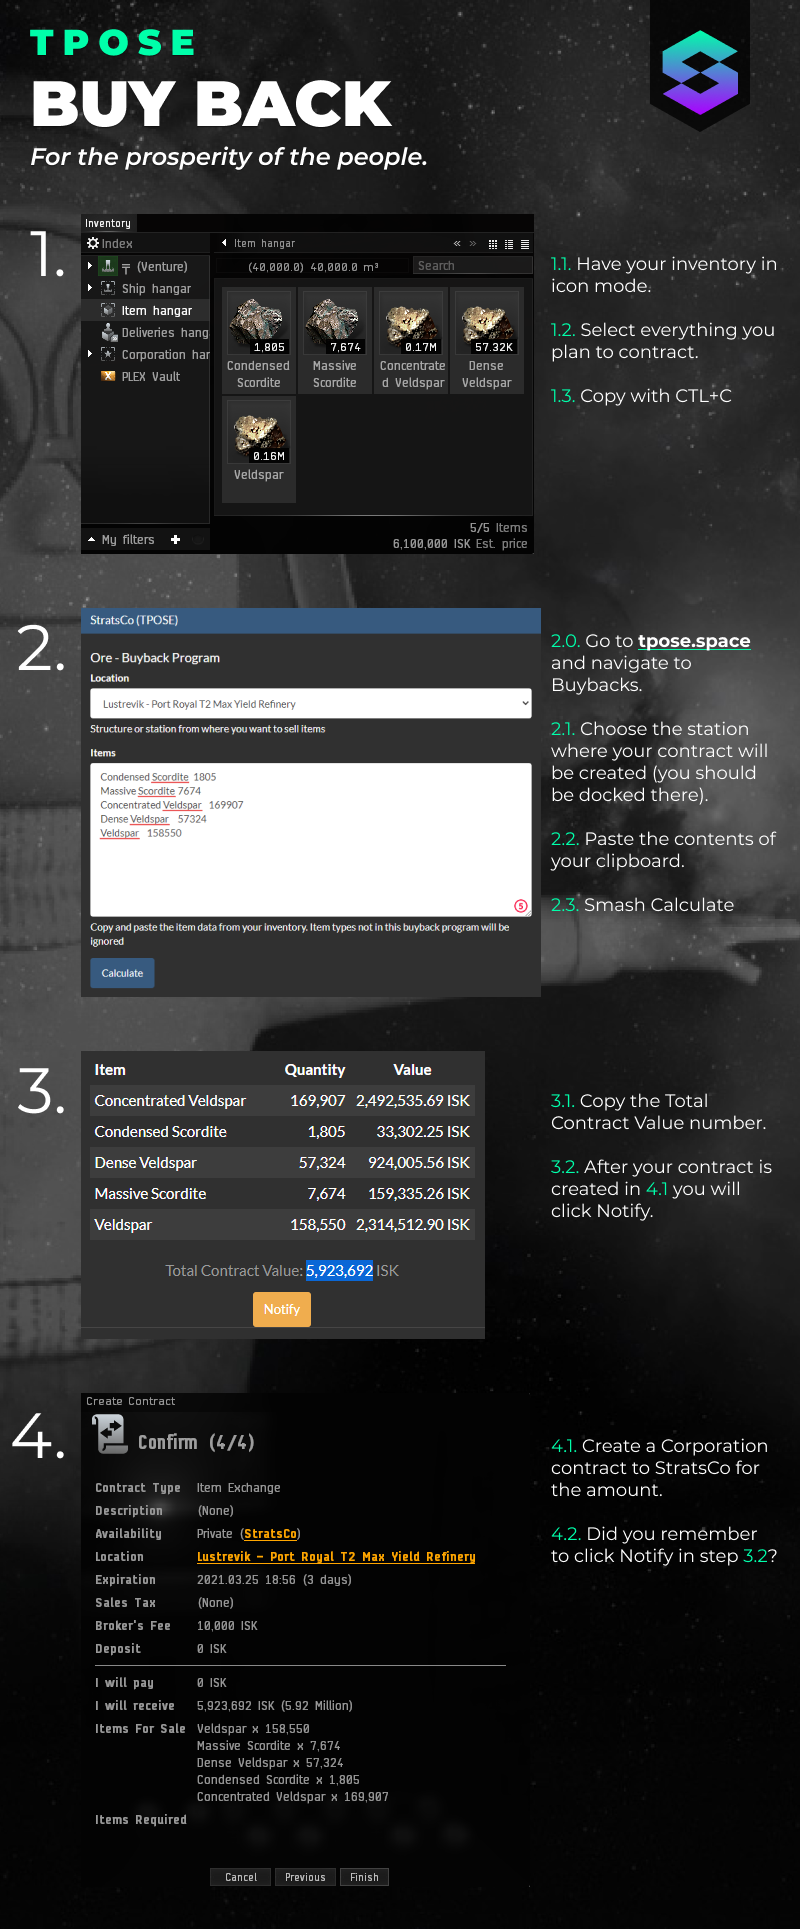 TPOSE
BUY BACK
For the prosperity of the people.
1.
Inventory
Index
Item hangar
(Venture)
(40,000.0) 40,000.0 m³
Search
Ship hangar
Item hangar
Deliveries hang
Corporation har
PLEX Vault
1,805
7,674
0.17M
57.32K
Condensed
Scordite
Massive
Scordite
Concentrate
d Veldspar
Dense
Veldspar
0.16M
Veldspar
5/5 Items
My filters
6,100,000 ISK Est. price
1.1. Have your inventory in
icon mode.
1.2. Select everything you
plan to contract.
1.3. Copy with CTL+C
2.
StratsCo (TPOSE)
Ore - Buyback Program
Location
Lustrevik - Port Royal T2 Max Yield Refinery
Structure or station from where you want to sell items
Items
Condensed Scordite 1805
Massive Scordite 7674
Concentrated Veldspar 169907
Dense Veldspar 57324
Veldspar 158550
5
Copy and paste the item data from your inventory. Item types not in this buyback program will be
ignored
Calculate
2.0. Go to tpose.space
and navigate to
Buybacks.
2.1. Choose the station
where your contract will
be created (you should
be docked there).
2.2. Paste the contents of
your clipboard.
2.3. Smash Calculate
3.
Item Quantity Value
Concentrated Veldspar 169,907 2,492,535.69 ISK
Condensed Scordite 1,805 33,302.25 ISK
Dense Veldspar 57,324 924,005.56 ISK
Massive Scordite 7,674 159,335.26 ISK
Veldspar 158,550 2,314,512.90 ISK
Total Contract Value: 5,923,692 ISK
Notify
3.1. Copy the Total
Contract Value number.
3.2. After your contract is
created in 4.1 you will
click Notify.
4.
Create Contract
Confirm (4/4)
Contract Type Item Exchange
Description (None)
Availability Private (StratsCo)
Location Lustrevik - Port Royal T2 Max Yield Refinery
Expiration 2021.03.25 18:56 (3 days)
Sales Tax (None)
Broker's Fee 10,000 ISK
Deposit 0 ISK
I will pay 0 ISK
I will receive 5,923,692 ISK (5.92 Million)
Items For Sale Veldspar x 158,550
Massive Scordite x 7,674
Dense Veldspar x 57,324
Condensed Scordite x 1,805
Concentrated Veldspar x 169,907
Items Required
Cancel Previous Finish
4.1. Create a Corporation
contract to StratsCo for
the amount.
4.2. Did you remember
to click Notify in step 3.2?